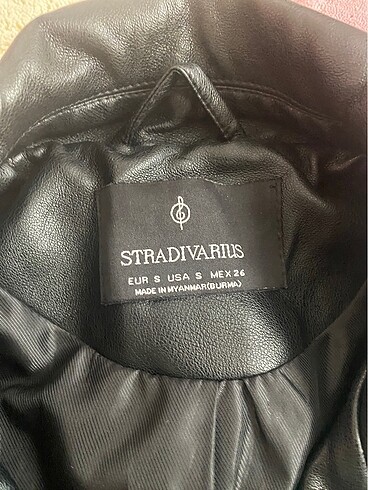 STRADIVARIUS
EUR S USA S MEX 26
MADE IN MYANMAR(BURMA)